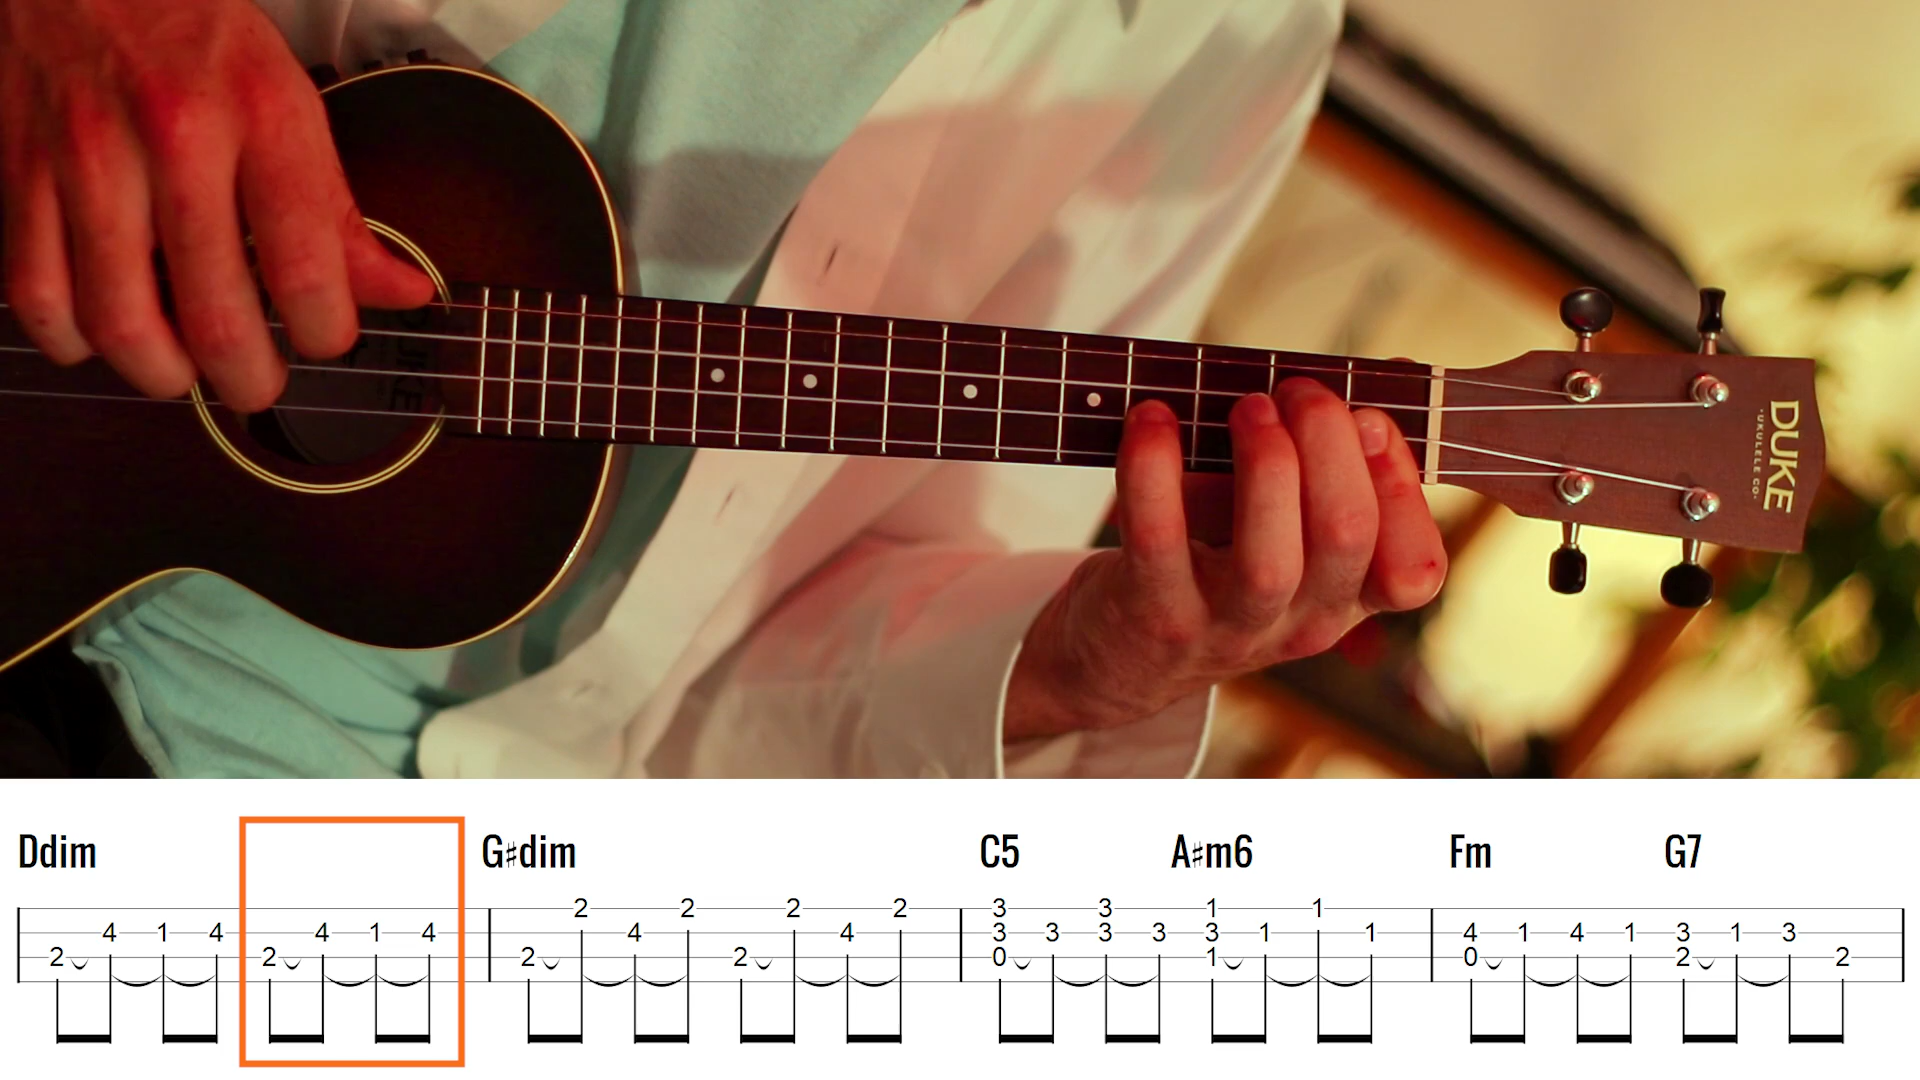 DUKE
DUKE
·UKULELE CO·
Ddim G♯dim C5 A♯m6 Fm G7
2 2 2 2 3 3 1 1
4 1 4 4 1 4 4 4 3 3 3 3 3 1 1 4 1 4 1 3 1 3
2 2 2 2 0 1 0 2 2